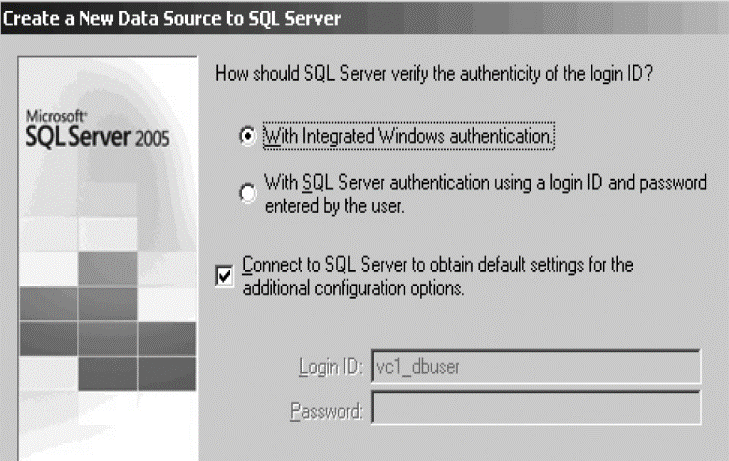 Create a New Data Source to SQL Server
Microsoft
SQL Server 2005
How should SQL Server verify the authenticity of the login ID?
With Integrated Windows authentication.
With SQL Server authentication using a login ID and password
entered by the user.
Connect to SQL Server to obtain default settings for the
additional configuration options.
Login ID: vc1_dbuser
Password: